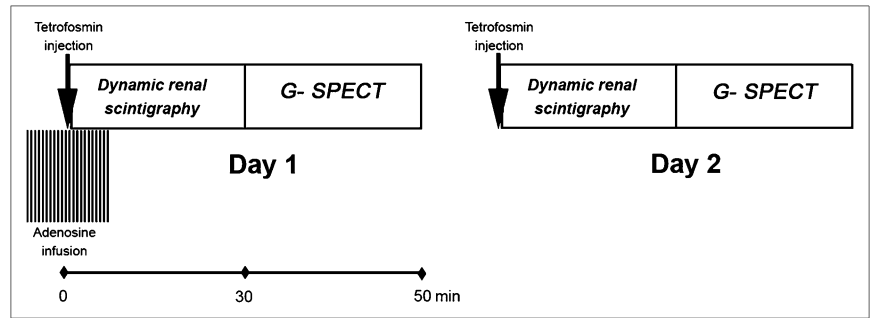 Tetrofosmin
injection
Dynamic renal
scintigraphy
G- SPECT
Day 1
Adenosine
infusion
0
30
50 min
Tetrofosmin
injection
Dynamic renal
scintigraphy
G- SPECT
Day 2